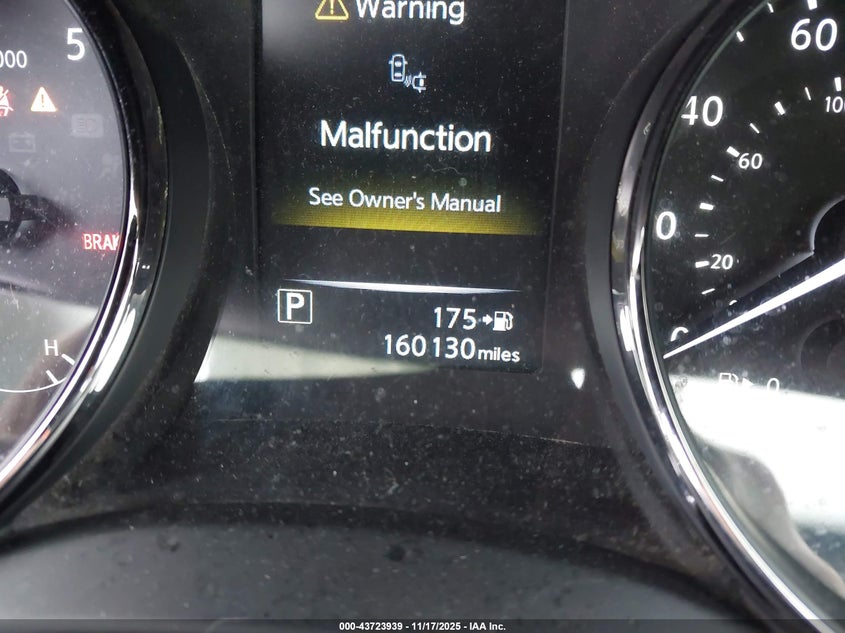 Warning
Malfunction
See Owner's Manual
P
175
160130 miles
5
000
BRAK
H
60
40
60
100
20
0
0
000-43723939 - 11/17/2025 - IAA Inc.